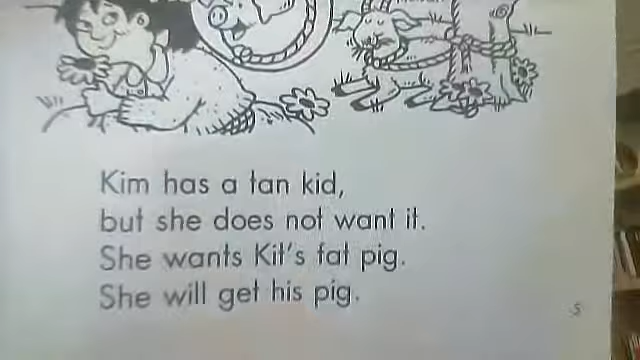 Kim has a tan kid,
but she does not want it.
She wants Kit's fat pig.
She will get his pig.
5